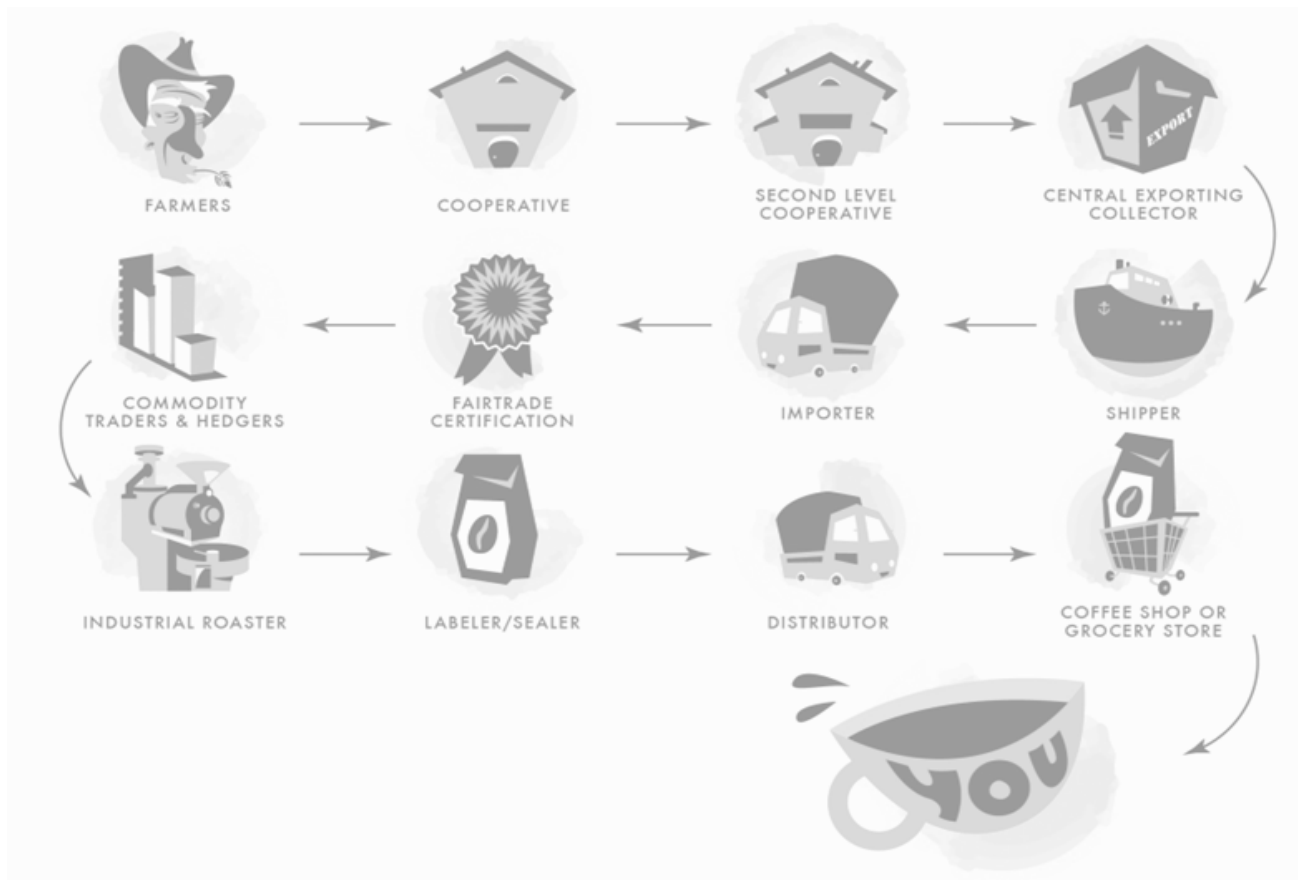 EXPORT
FARMERS
COOPERATIVE
SECOND LEVEL
COOPERATIVE
CENTRAL EXPORTING
COLLECTOR
COMMODITY
TRADERS & HEDGERS
FAIRTRADE
CERTIFICATION
IMPORTER
SHIPPER
INDUSTRIAL ROASTER
LABELER/SEALER
DISTRIBUTOR
COFFEE SHOP OR
GROCERY STORE
YOU